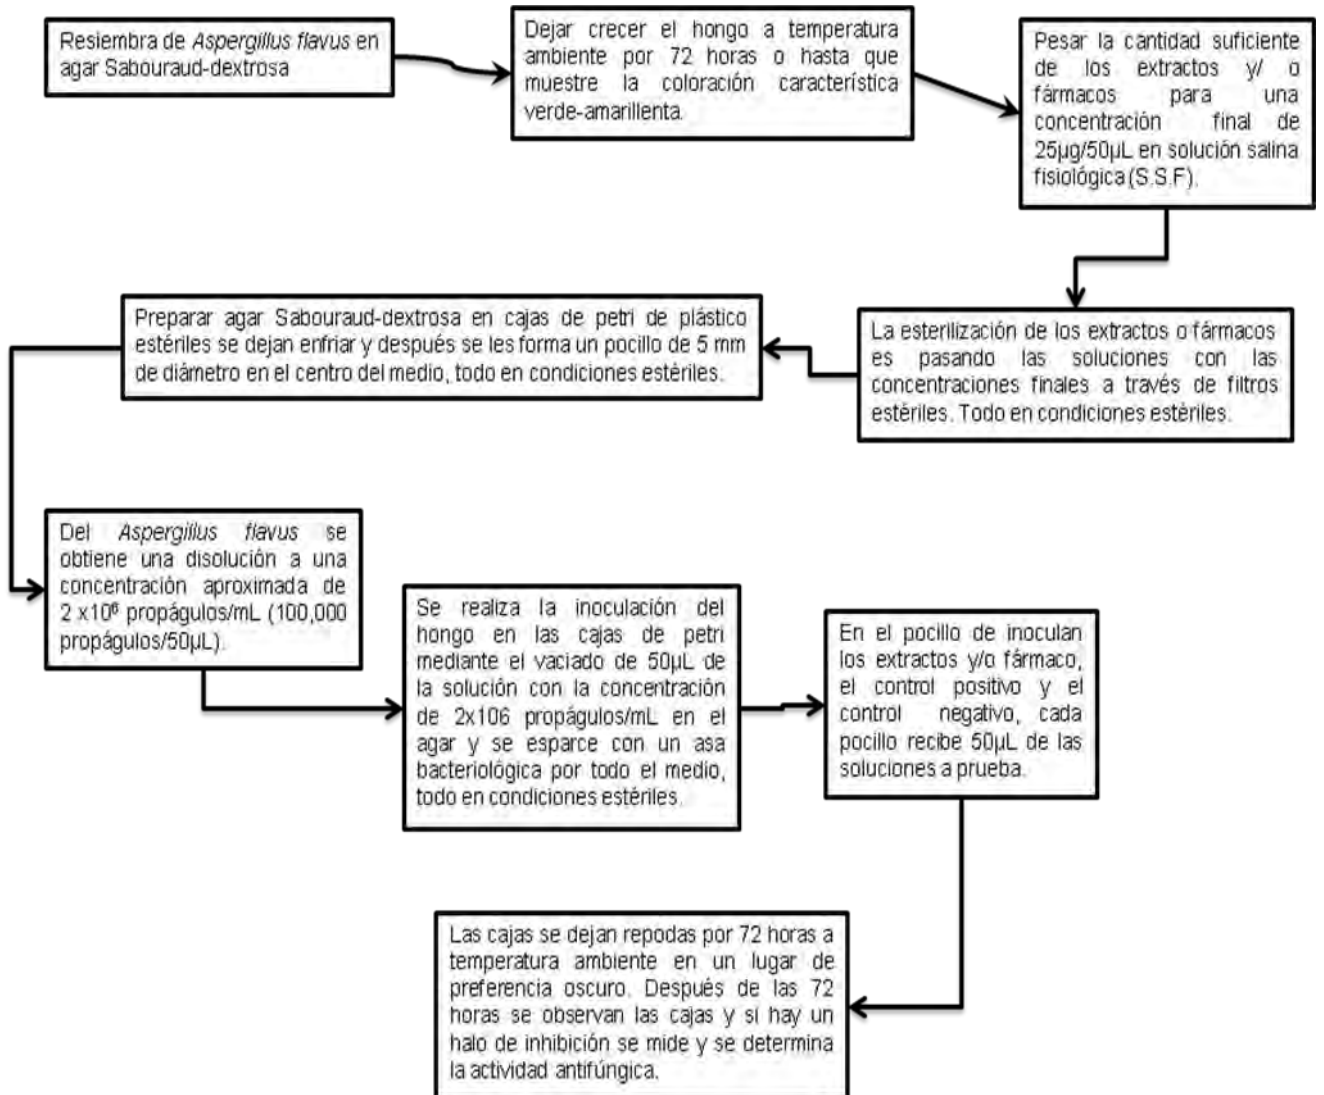 Resiembra de Aspergillus flavus en
agar Sabouraud-dextrosa
Dejar crecer el hongo a temperatura
ambiente por 72 horas o hasta que
muestre la coloración característica
verde-amarillenta.
Pesar la cantidad suficiente
de los extractos y/ o
fármacos para una
concentración final de
25µg/50µL en solución salina
fisiológica (S.S.F).
La esterilización de los extractos o fármacos
es pasando las soluciones con las
concentraciones finales a través de filtros
estériles. Todo en condiciones estériles.
Preparar agar Sabouraud-dextrosa en cajas de petri de plástico
estériles se dejan enfriar y después se les forma un pocillo de 5 mm
de diámetro en el centro del medio, todo en condiciones estériles.
Del Aspergillus flavus se
obtiene una disolución a una
concentración aproximada de
2 x10⁶ propágulos/mL (100,000
propágulos/50µL).
Se realiza la inoculación del
hongo en las cajas de petri
mediante el vaciado de 50µL de
la solución con la concentración
de 2x106 propágulos/mL en el
agar y se esparce con un asa
bacteriológica por todo el medio,
todo en condiciones estériles.
En el pocillo de inoculan
los extractos y/o fármaco,
el control positivo y el
control negativo, cada
pocillo recibe 50µL de las
soluciones a prueba.
Las cajas se dejan repodas por 72 horas a
temperatura ambiente en un lugar de
preferencia oscuro. Después de las 72
horas se observan las cajas y si hay un
halo de inhibición se mide y se determina
la actividad antifúngica.